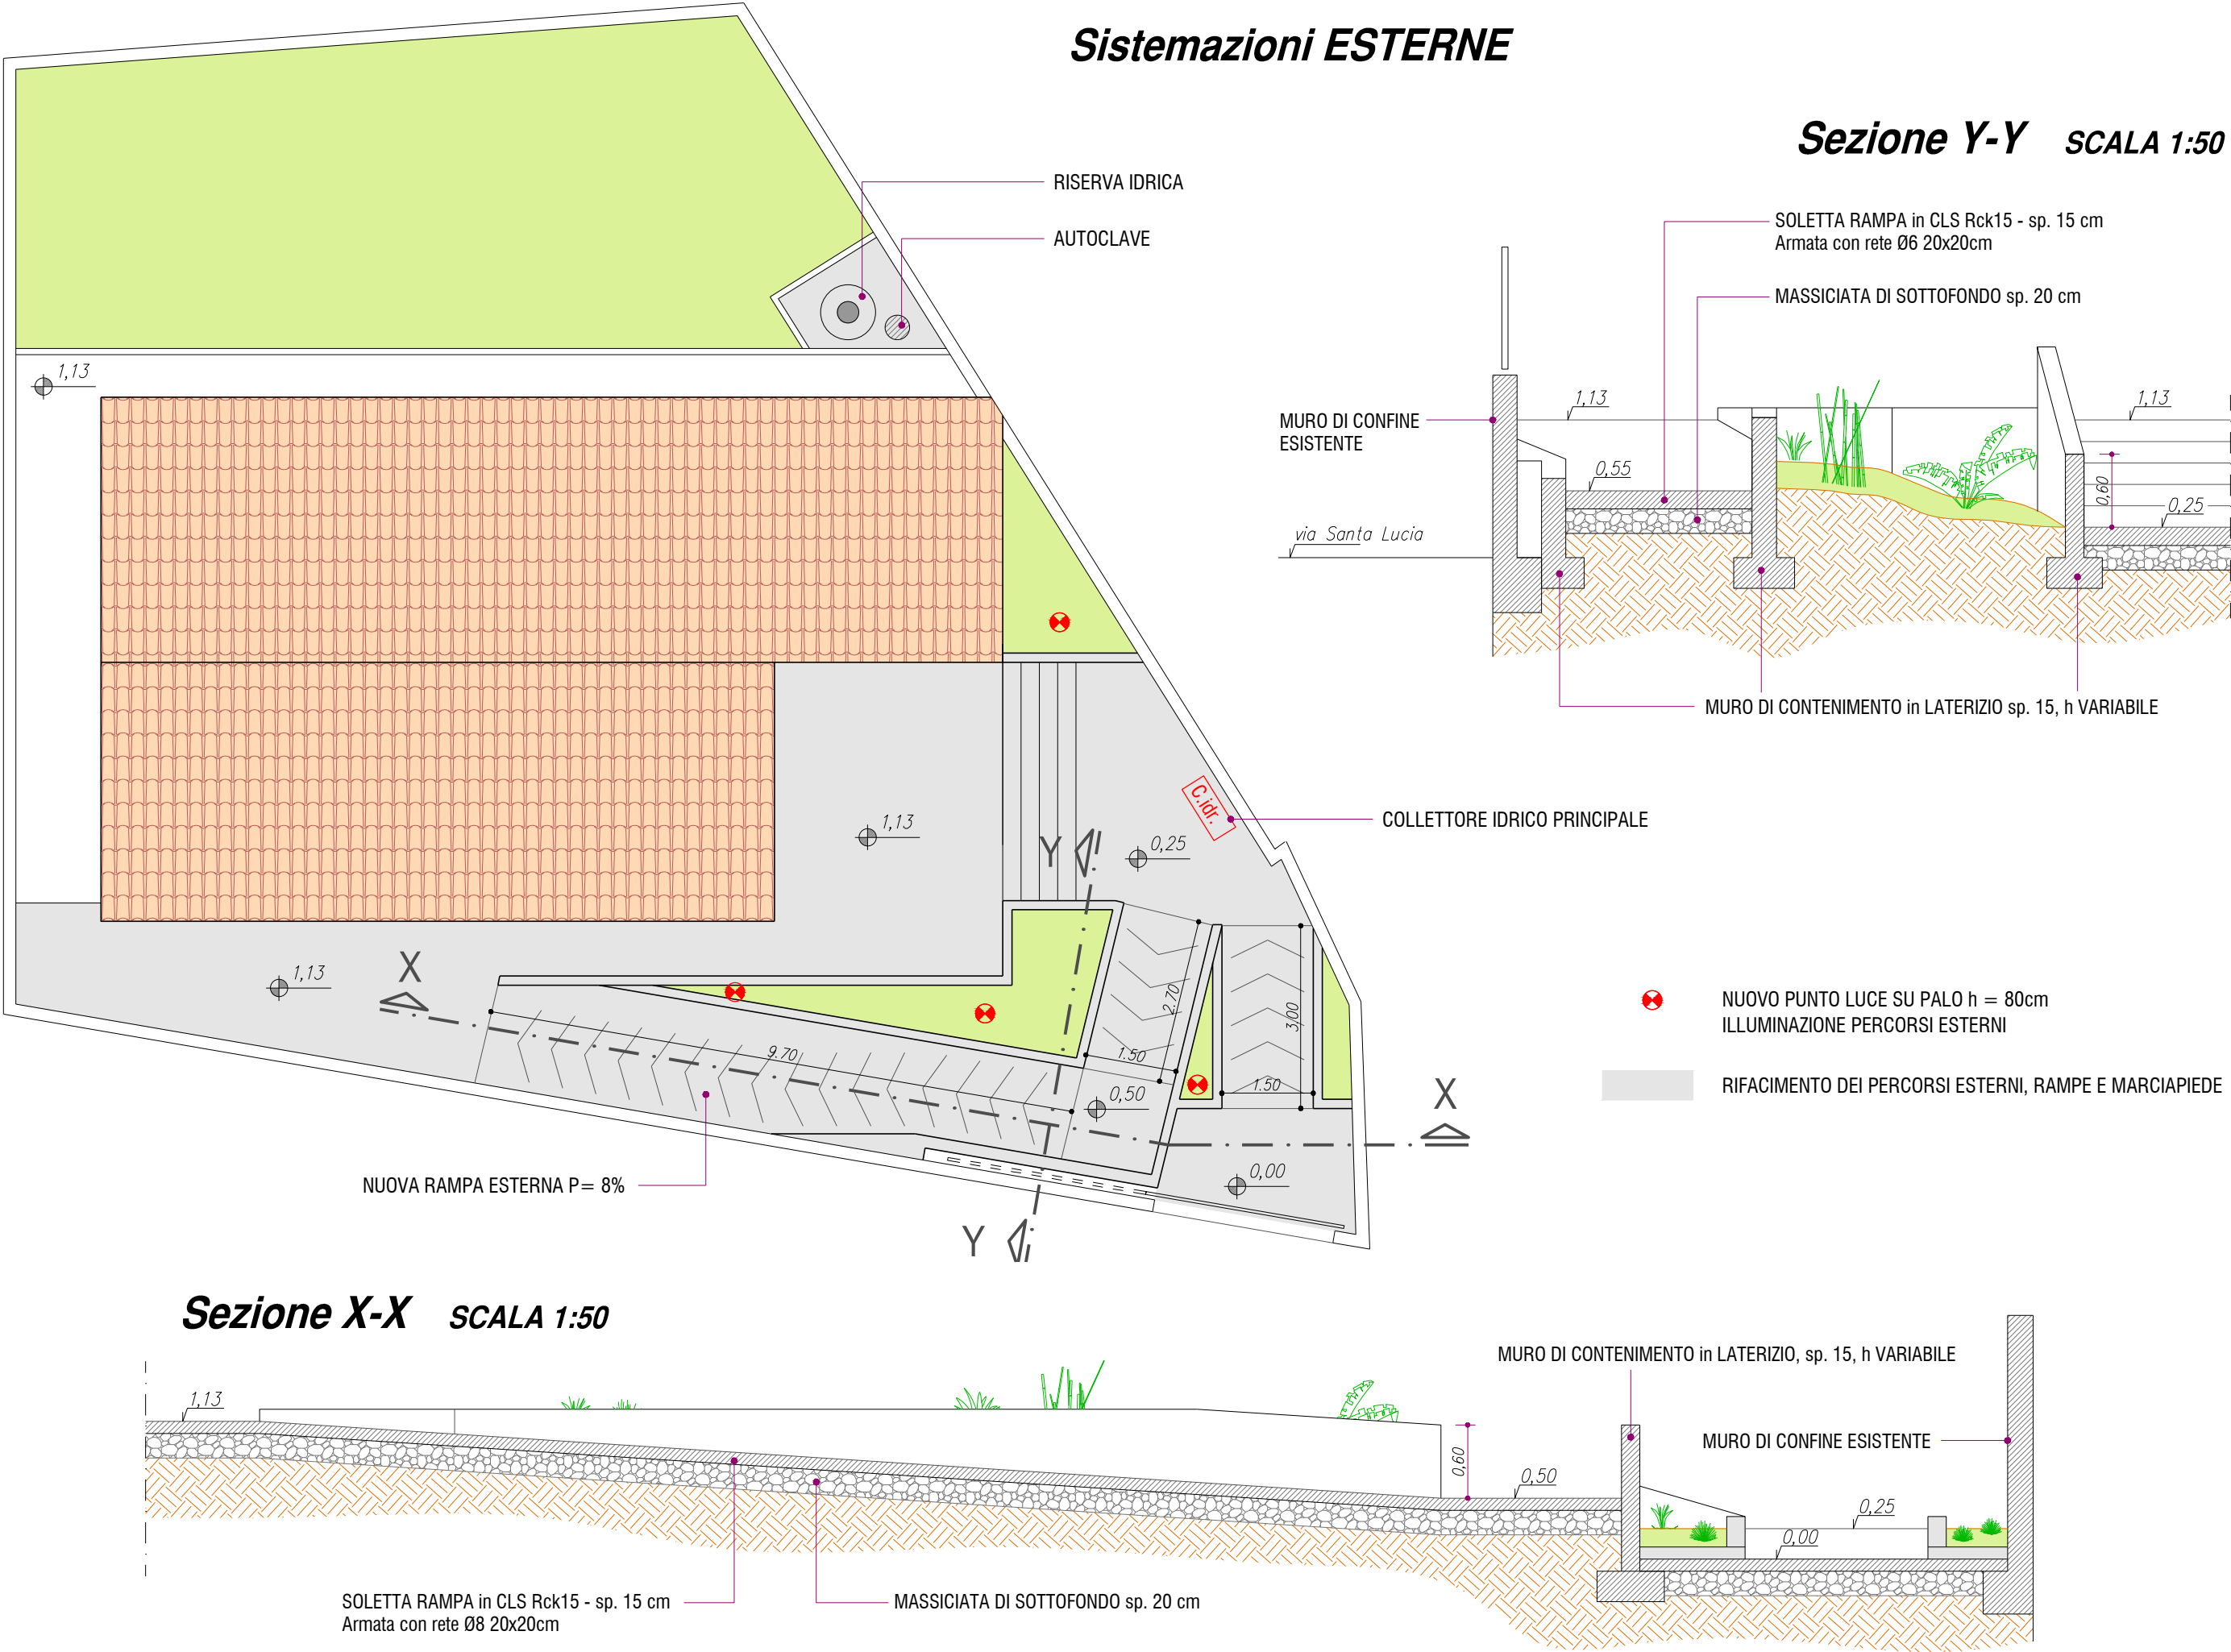 Sistemazioni ESTERNE
Sezione Y-Y SCALA 1:50
RISERVA IDRICA
AUTOCLAVE
1,13
1,13
1,13
0,25
C.idr.
COLLETTORE IDRICO PRINCIPALE
Y
X
2.70
3.00
9.70
1.50
1.50
0,50
0,00
X
Y
NUOVA RAMPA ESTERNA P= 8%
SOLETTA RAMPA in CLS Rck15 - sp. 15 cm
Armata con rete Ø6 20x20cm
MASSICIATA DI SOTTOFONDO sp. 20 cm
MURO DI CONFINE
ESISTENTE
1,13
1,13
0,55
0,60
0,25
via Santa Lucia
MURO DI CONTENIMENTO in LATERIZIO sp. 15, h VARIABILE
NUOVO PUNTO LUCE SU PALO h = 80cm
ILLUMINAZIONE PERCORSI ESTERNI
RIFACIMENTO DEI PERCORSI ESTERNI, RAMPE E MARCIAPIEDE
Sezione X-X SCALA 1:50
MURO DI CONTENIMENTO in LATERIZIO, sp. 15, h VARIABILE
1,13
MURO DI CONFINE ESISTENTE
0,60
0,50
0,25
0,00
SOLETTA RAMPA in CLS Rck15 - sp. 15 cm
Armata con rete Ø8 20x20cm
MASSICIATA DI SOTTOFONDO sp. 20 cm